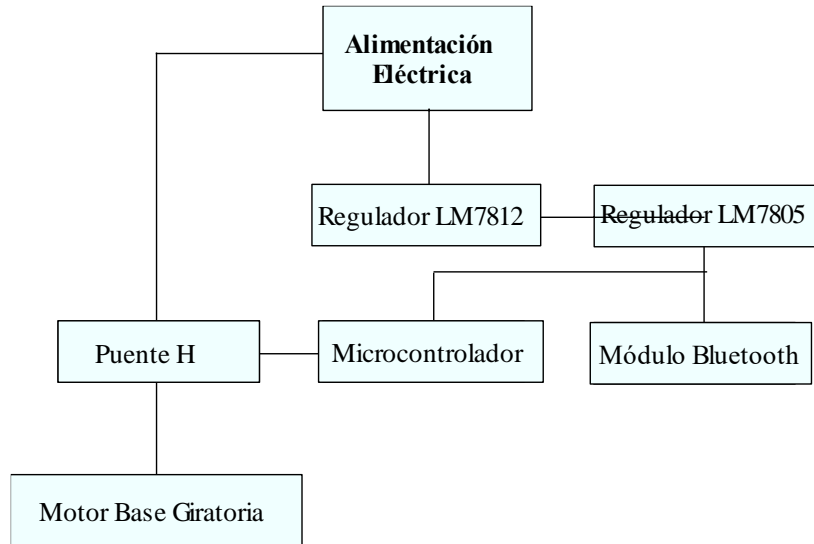 Alimentación
Eléctrica
Regulador LM7812
Regulador LM7805
Puente H
Microcontrolador
Módulo Bluetooth
Motor Base Giratoria